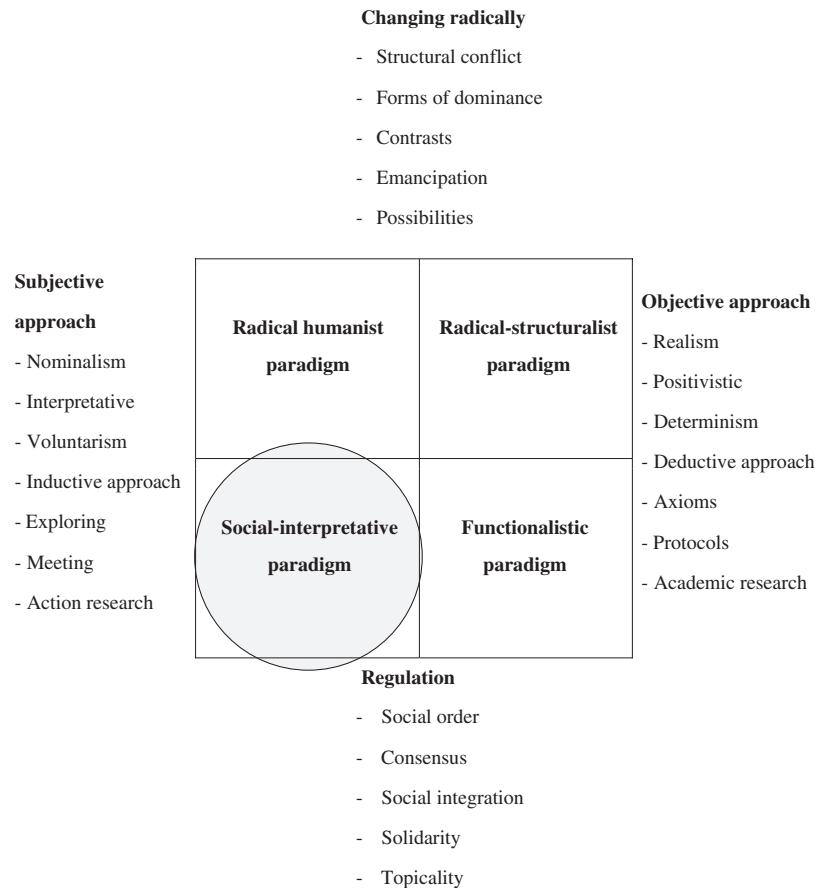 Changing radically
- Structural conflict
- Forms of dominance
- Contrasts
- Emancipation
- Possibilities
Subjective
approach
- Nominalism
- Interpretative
- Voluntarism
- Inductive approach
- Exploring
- Meeting
- Action research
Radical humanist
paradigm
Radical-structuralist
paradigm
Social-interpretative
paradigm
Functionalistic
paradigm
Objective approach
- Realism
- Positivistic
- Determinism
- Deductive approach
- Axioms
- Protocols
- Academic research
Regulation
- Social order
- Consensus
- Social integration
- Solidarity
- Topicality